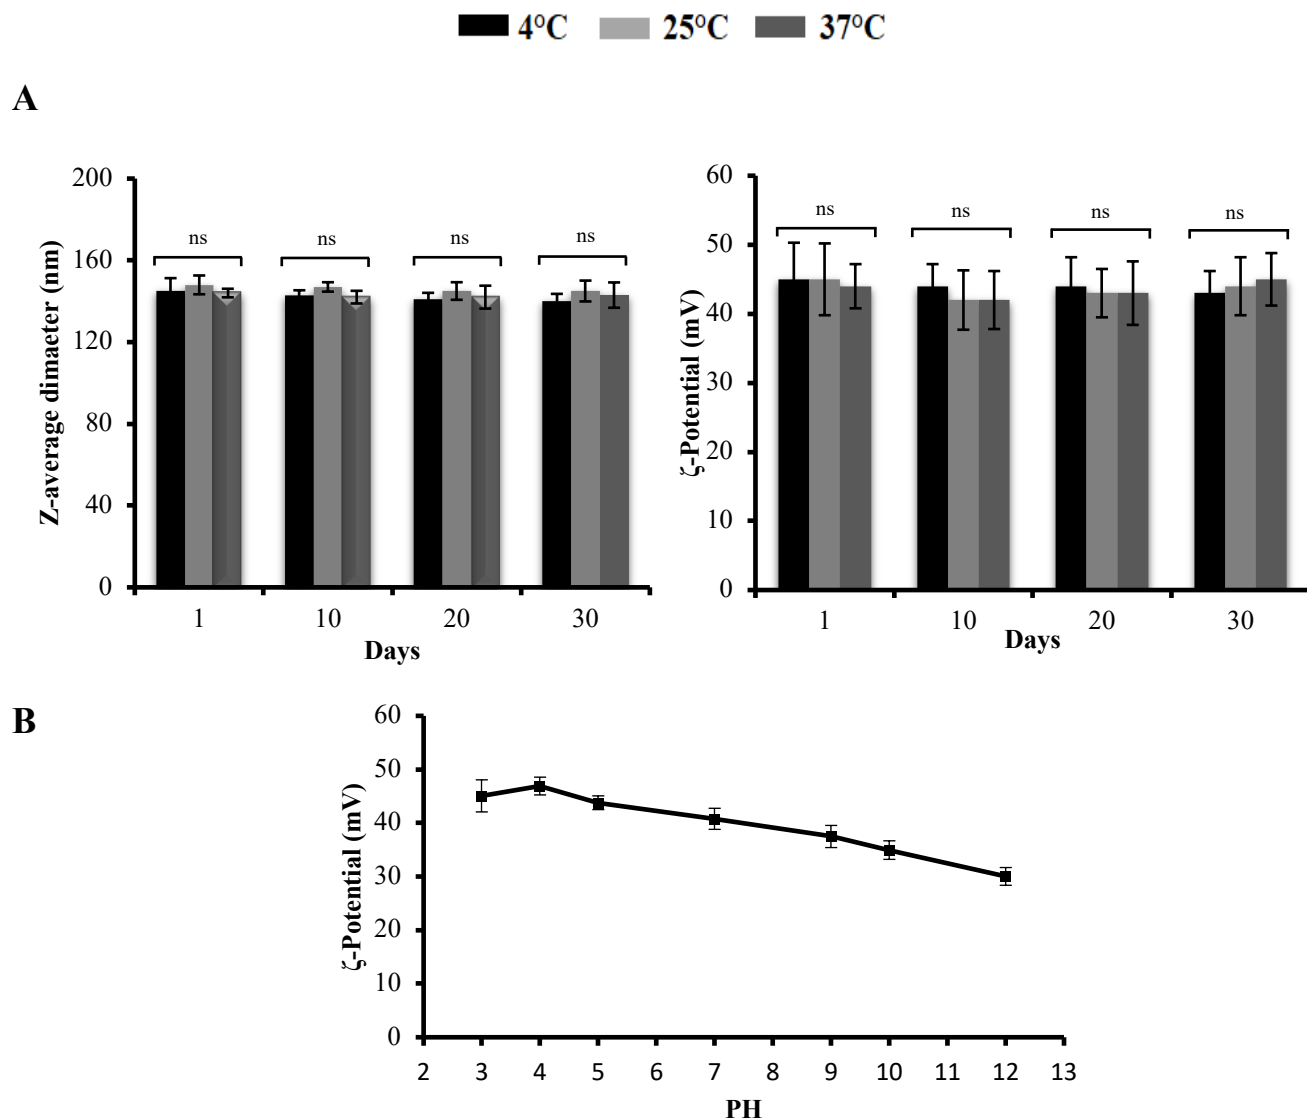 4°C 25°C 37°C
A
Z-average dimaeter (nm)
200
160
120
80
40
0
ns ns ns ns
1 10 20 30
Days
ζ-Potential (mV)
60
50
40
30
20
10
0
ns ns ns ns
1 10 20 30
Days
B
ζ-Potential (mV)
60
50
40
30
20
10
0
2 3 4 5 6 7 8 9 10 11 12 13
PH